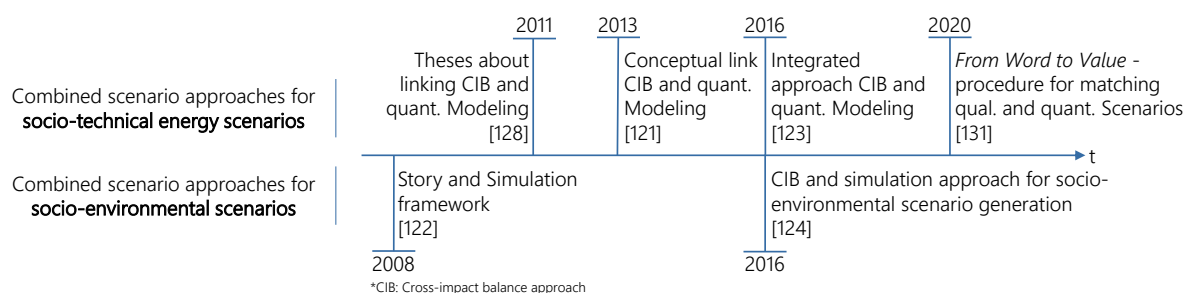 2011
2013
2016
2020
Combined scenario approaches for
socio-technical energy scenarios
Theses about
linking CIB and
quant. Modeling
[128]
Conceptual link
CIB and quant.
Modeling
[121]
Integrated
approach CIB and
quant. Modeling
[123]
From Word to Value -
procedure for matching
qual. and quant. Scenarios
[131]
t
Combined scenario approaches for
socio-environmental scenarios
Story and Simulation
framework
[122]
CIB and simulation approach for socio-
environmental scenario generation
[124]
2008
2016
*CIB: Cross-impact balance approach